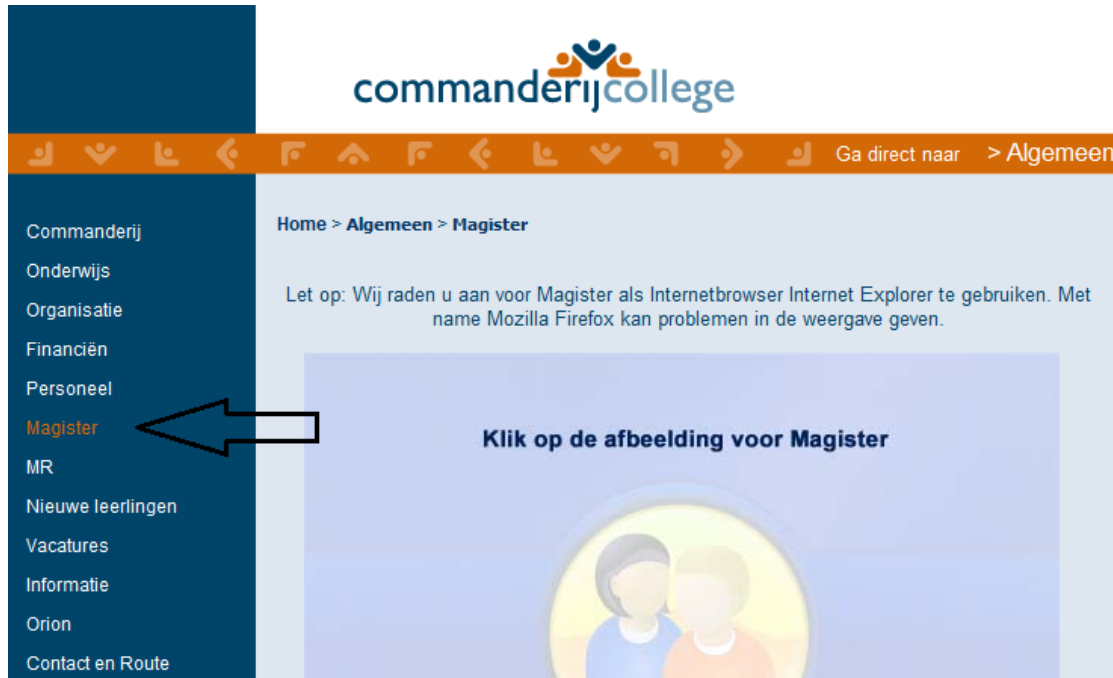 commanderijcollege
Ga direct naar > Algemeen
Commanderij
Onderwijs
Organisatie
Financiën
Personeel
Magister
MR
Nieuwe leerlingen
Vacatures
Informatie
Orion
Contact en Route
Home > Algemeen > Magister
Let op: Wij raden u aan voor Magister als Internetbrowser Internet Explorer te gebruiken. Met
name Mozilla Firefox kan problemen in de weergave geven.
Klik op de afbeelding voor Magister